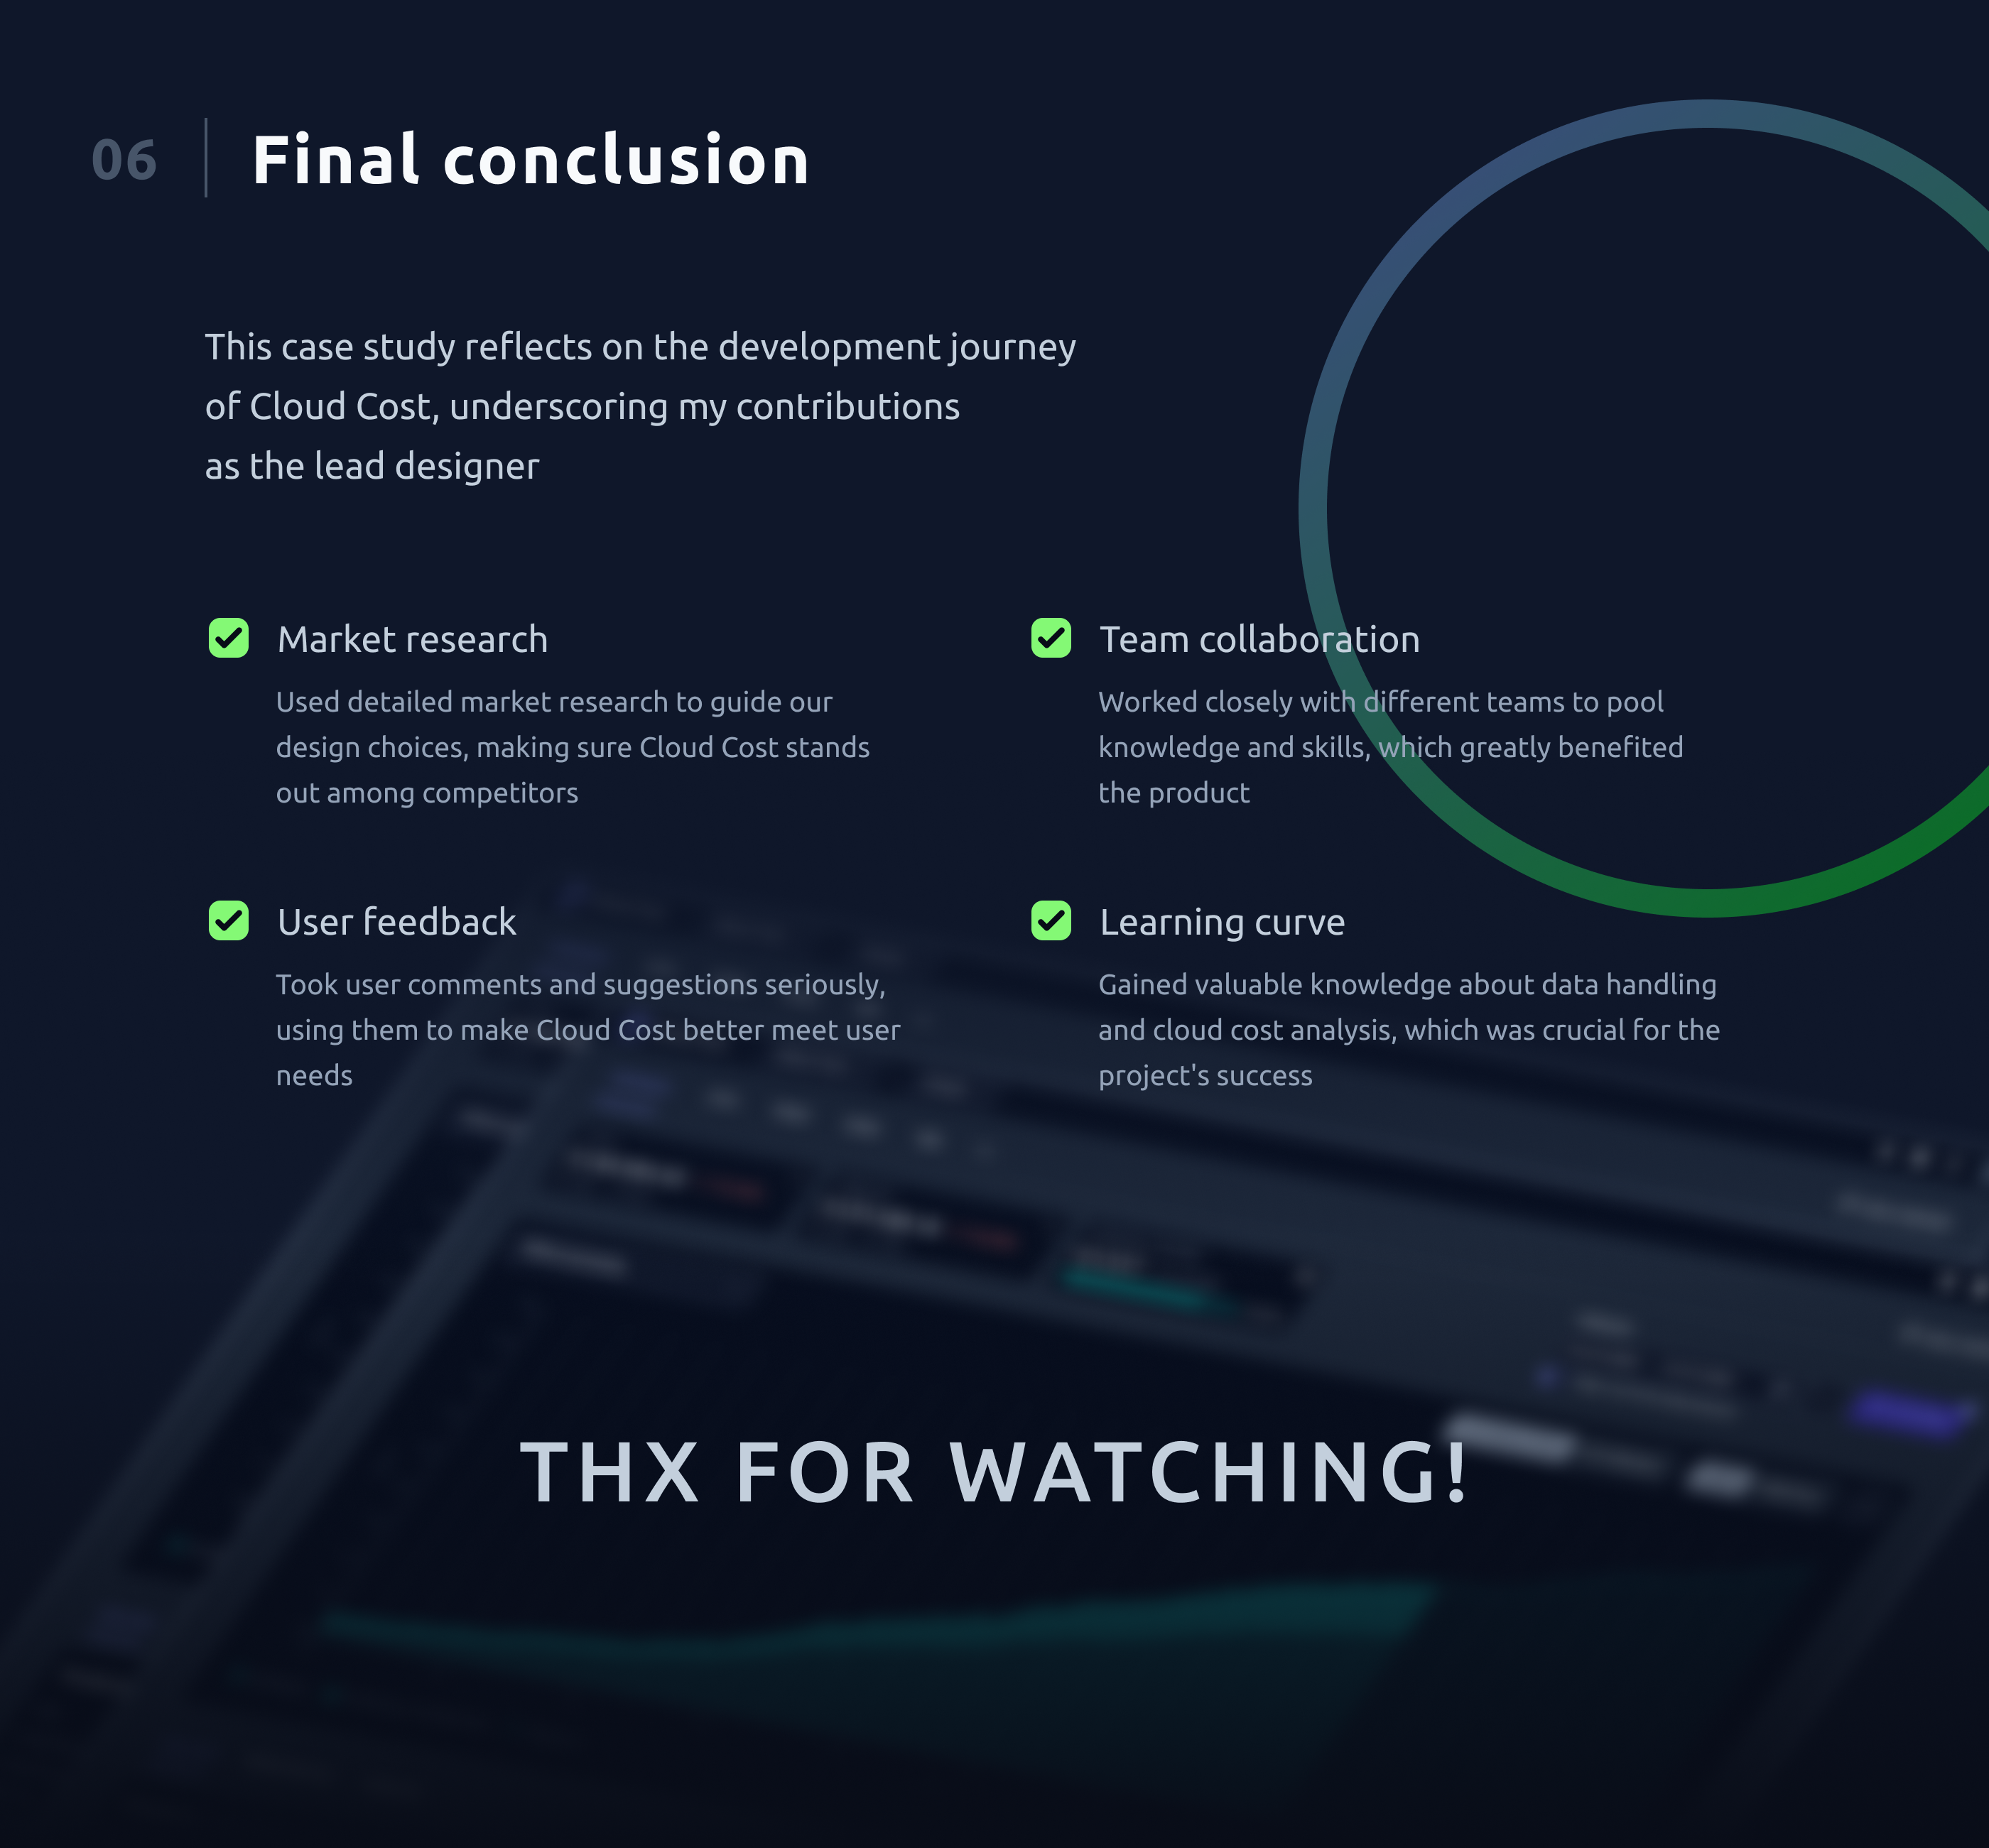 06
Final conclusion
This case study reflects on the development journey
of Cloud Cost, underscoring my contributions
as the lead designer
Market research
Used detailed market research to guide our
design choices, making sure Cloud Cost stands
out among competitors
Team collaboration
Worked closely with different teams to pool
knowledge and skills, which greatly benefited
the product
User feedback
Took user comments and suggestions seriously,
using them to make Cloud Cost better meet user
needs
Learning curve
Gained valuable knowledge about data handling
and cloud cost analysis, which was crucial for the
project's success
THX FOR WATCHING!